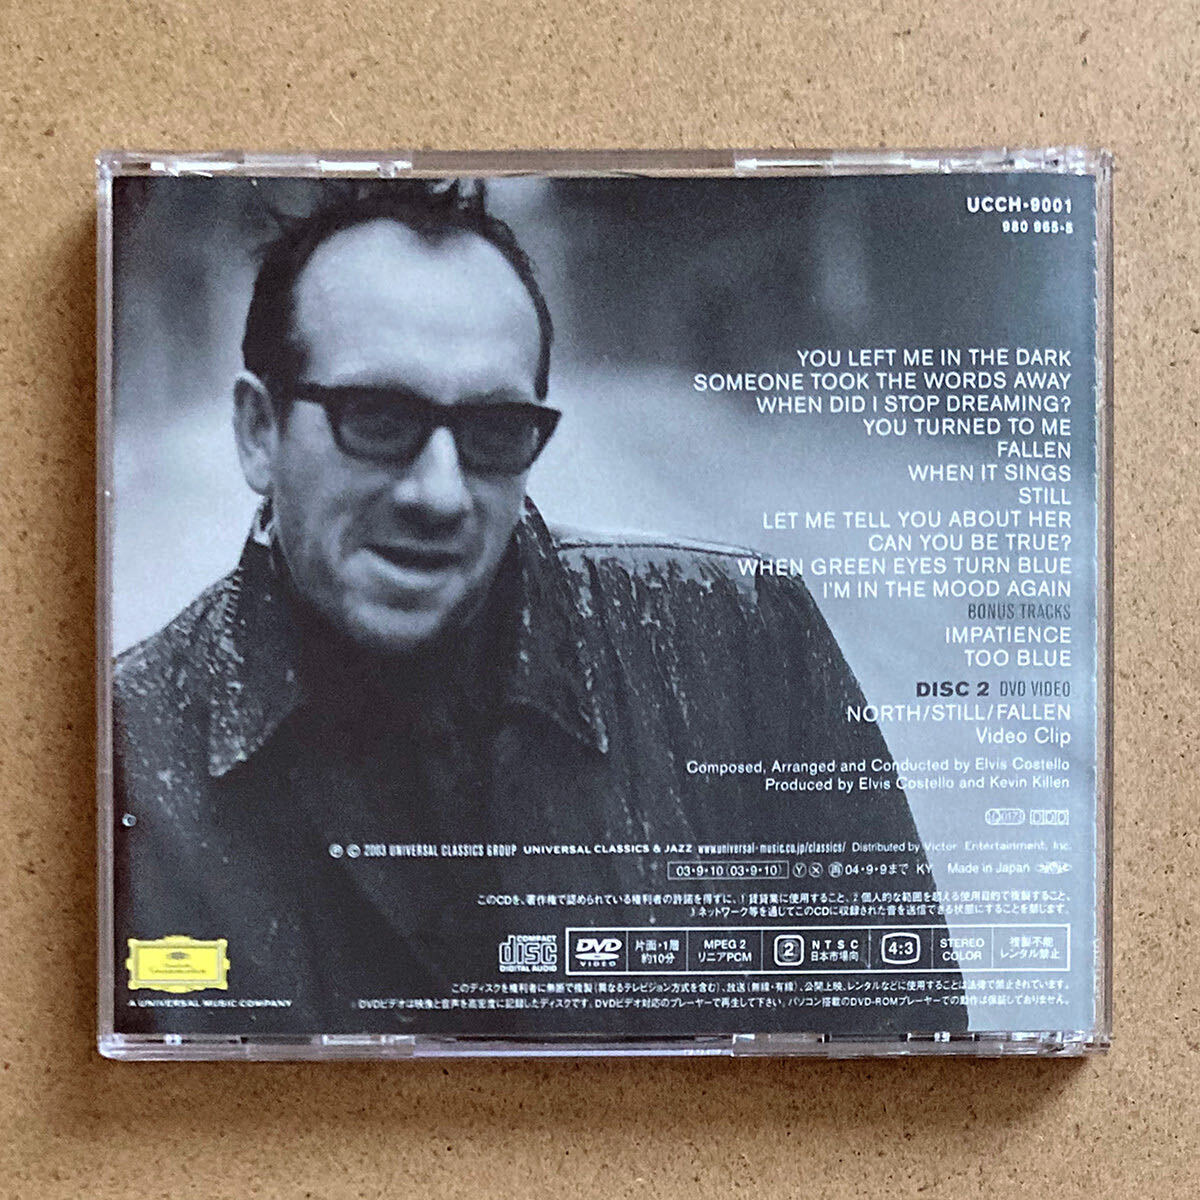 UCCH•9001
980 965-8
YOU LEFT ME IN THE DARK
SOMEONE TOOK THE WORDS AWAY
WHEN DID I STOP DREAMING?
YOU TURNED TO ME
FALLEN
WHEN IT SINGS
STILL
LET ME TELL YOU ABOUT HER
CAN YOU BE TRUE?
WHEN GREEN EYES TURN BLUE
I'M IN THE MOOD AGAIN
BONUS TRACKS
IMPATIENCE
TOO BLUE
DISC 2 DVD VIDEO
NORTH/STILL/FALLEN
Video Clip
Composed, Arranged and Conducted by Elvis Costello
Produced by Elvis Costello and Kevin Killen
DDD
Ⓟ © 2003 UNIVERSAL CLASSICS GROUP UNIVERSAL CLASSICS & JAZZ www.universal-music.co.jp/classics/ Distributed by Victor Entertainment, Inc.
03•9•10 (03•9•10) Ⓨ Ⓧ 再 04•9•9まで KY Made in Japan
このCDを、著作権で認められている権利者の許諾を得ずに、1 賃貸業に使用すること、2 個人的な範囲を超える使用目的で複製すること、
3 ネットワーク等を通じてこのCDに収録された音を送信できる状態にすることを禁じます。
COMPACT disc DIGITAL AUDIO
DVD VIDEO
片面・1層 約10分
MPEG 2 リニアPCM
2 NTSC 日本市場向
4:3
STEREO COLOR
複製不能 レンタル禁止
Deutsche Grammophon
A UNIVERSAL MUSIC COMPANY
このディスクを権利者に無断で複製(異なるテレビジョン方式を含む)、放送(無線・有線)、公開上映、レンタルなどに使用することは法律で禁止されています。
DVDビデオは映像と音声を高密度に記録したディスクです。DVDビデオ対応のプレーヤーで再生して下さい。パソコン搭載のDVD-ROMプレーヤーでの動作は保証しておりません。